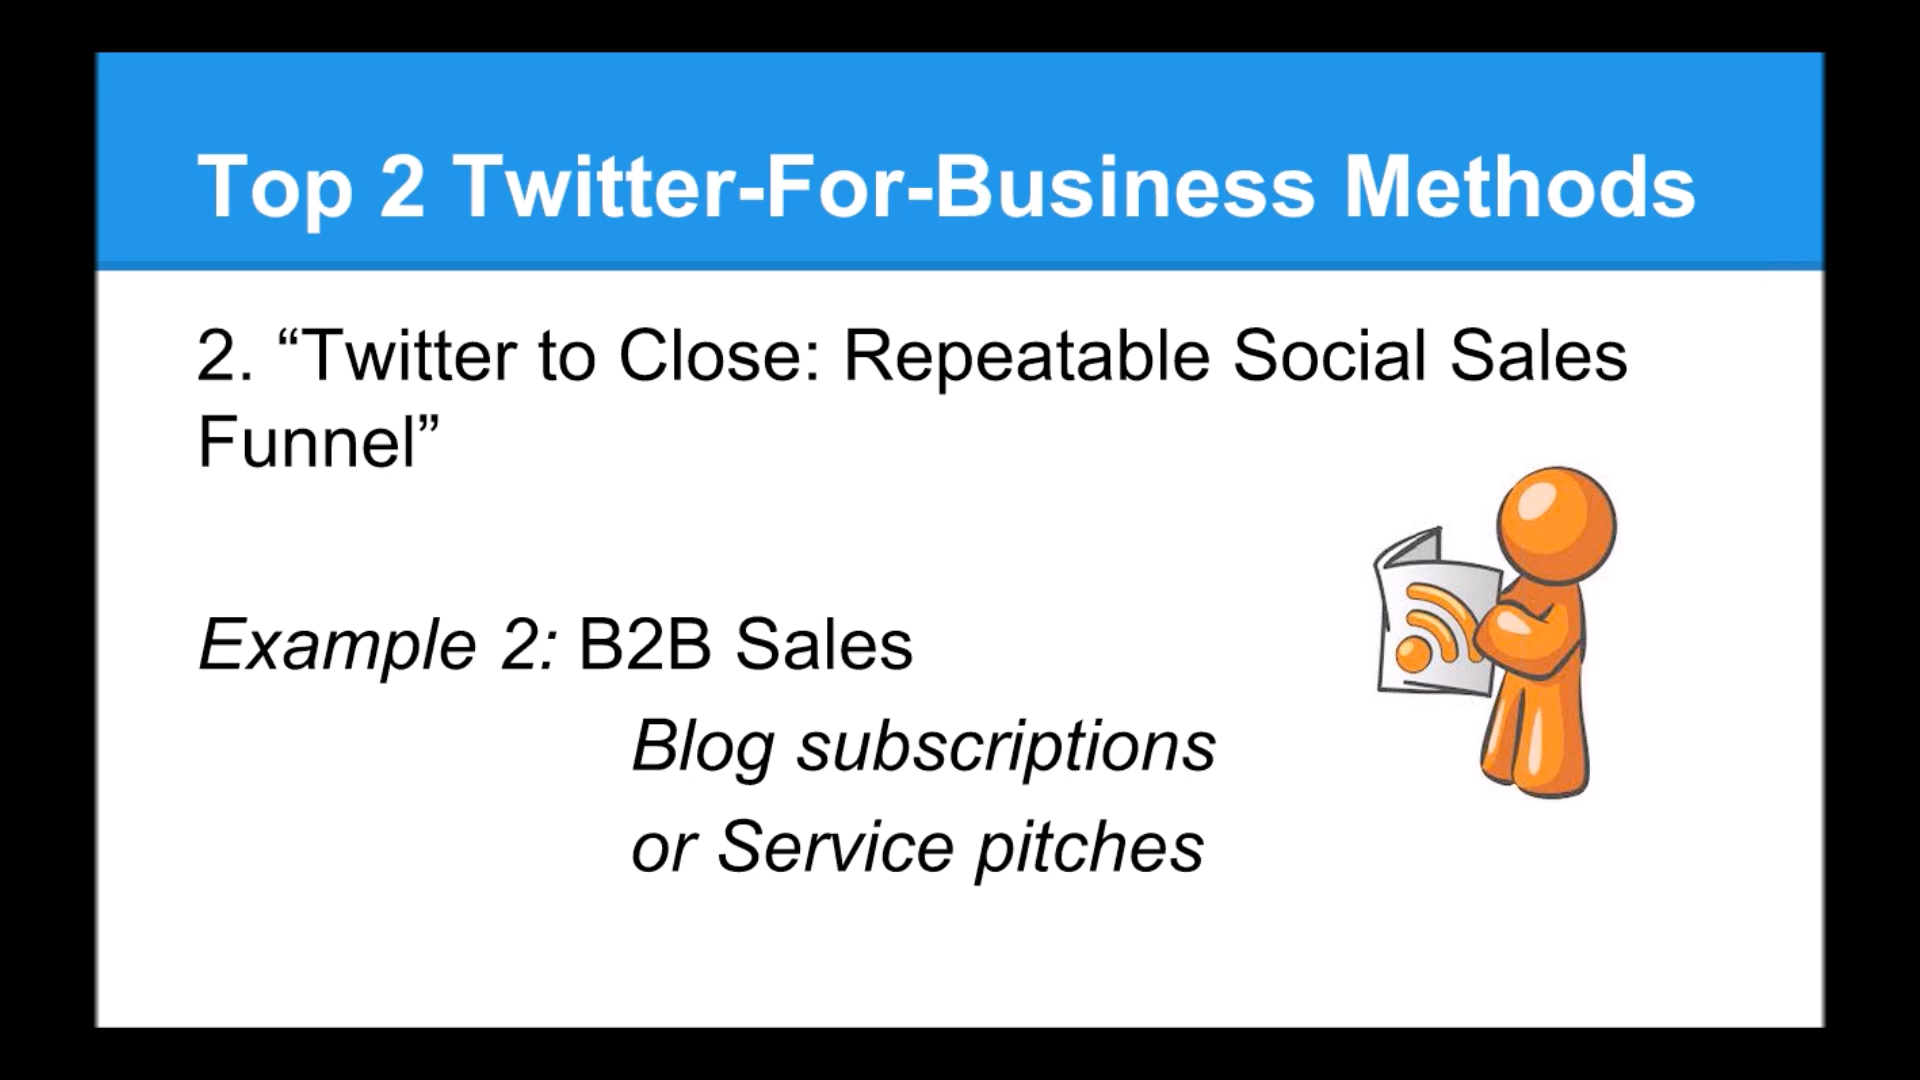 Top 2 Twitter-For-Business Methods
2. “Twitter to Close: Repeatable Social Sales
Funnel”
Example 2: B2B Sales
Blog subscriptions
or Service pitches